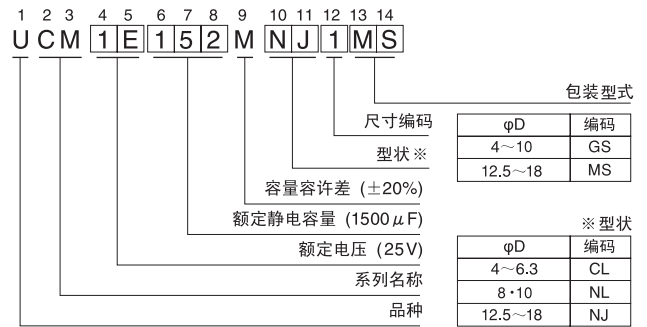 1 2 3 4 5 6 7 8 9 10 11 12 13 14
U C M 1 E 1 5 2 M N J 1 M S
包装型式
尺寸编码
φD 编码
4～10 GS
12.5～18 MS
型状※
容量容许差 (±20%)
额定静电容量 (1500μF)
额定电压 (25V)
系列名称
品种
※型状
φD 编码
4～6.3 CL
8·10 NL
12.5～18 NJ